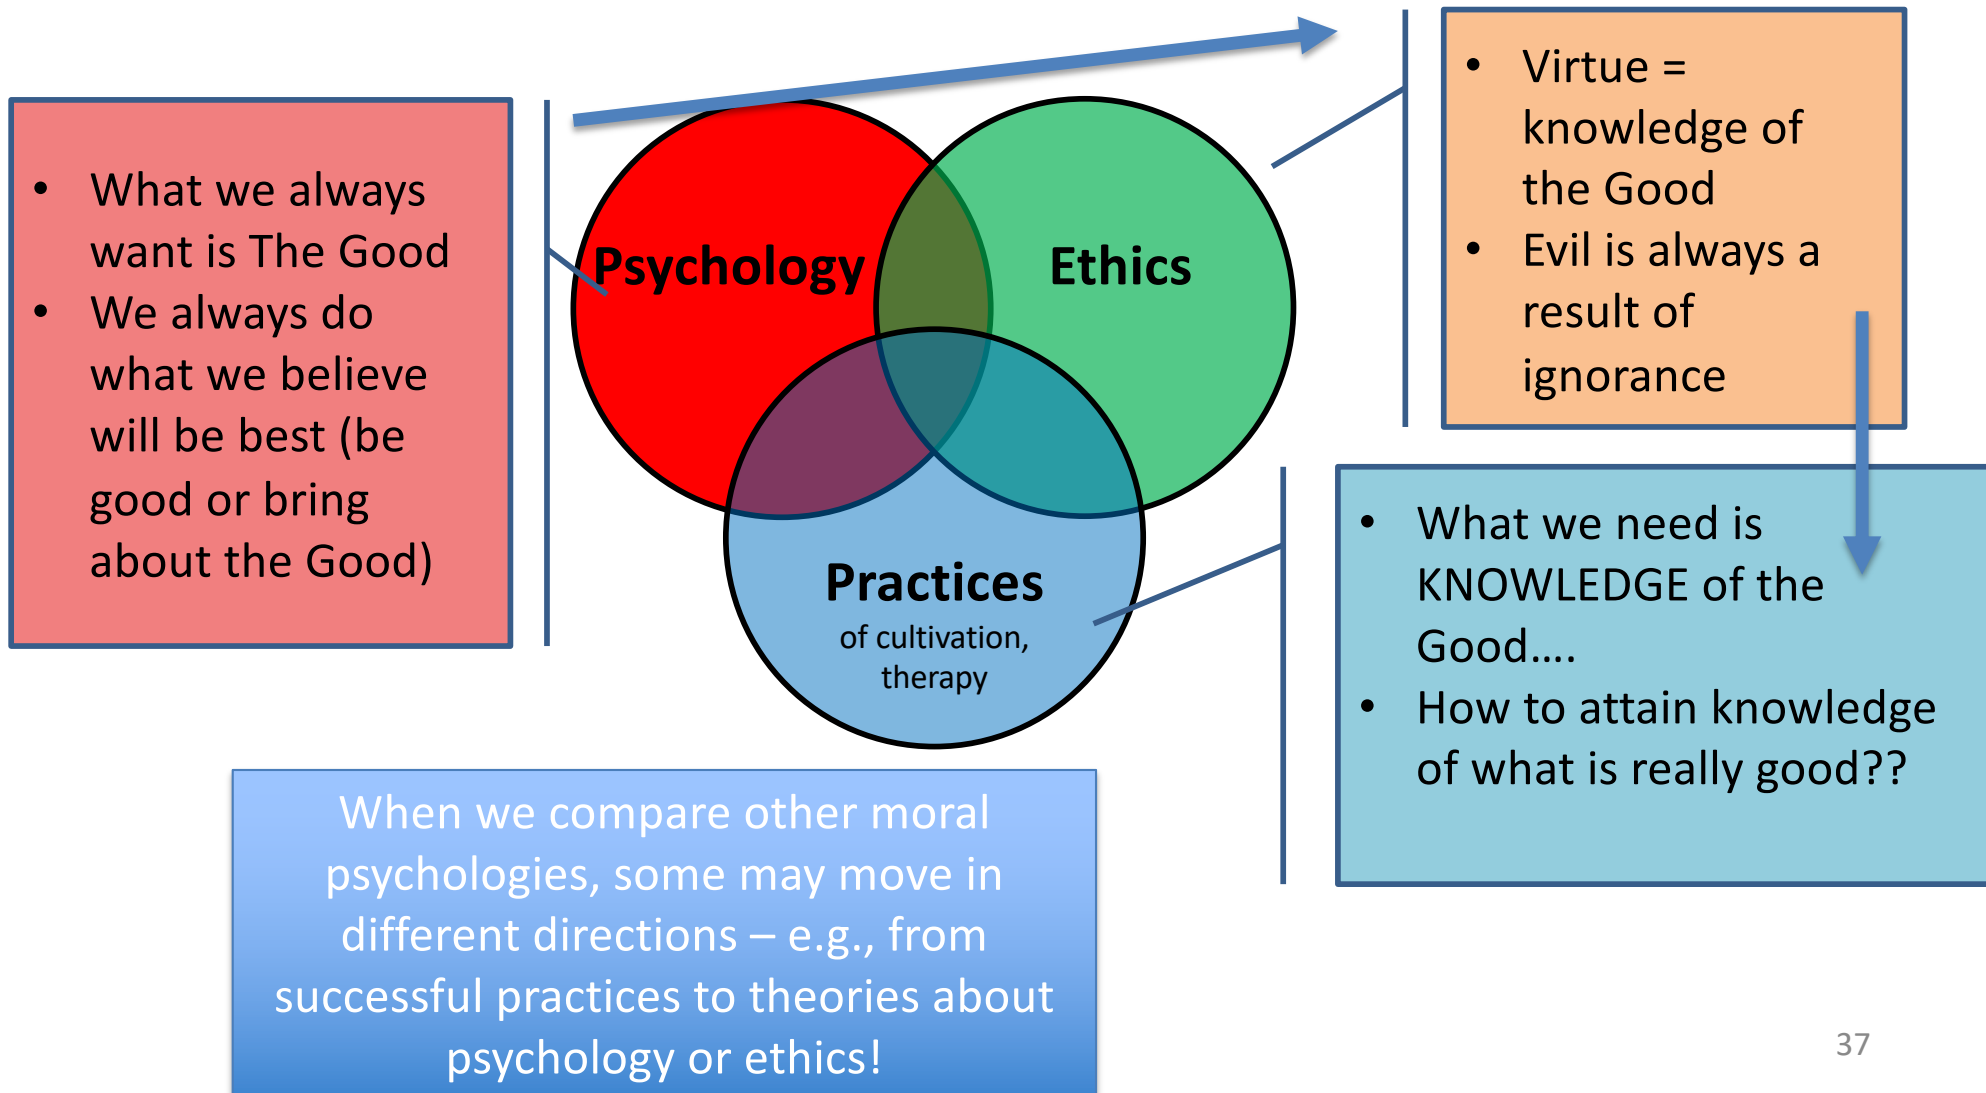 • What we always
want is The Good
• We always do
what we believe
will be best (be
good or bring
about the Good)
Psychology
Ethics
Practices
of cultivation,
therapy
• Virtue =
knowledge of
the Good
• Evil is always a
result of
ignorance
• What we need is
KNOWLEDGE of the
Good....
• How to attain knowledge
of what is really good??
When we compare other moral
psychologies, some may move in
different directions – e.g., from
successful practices to theories about
psychology or ethics!
37